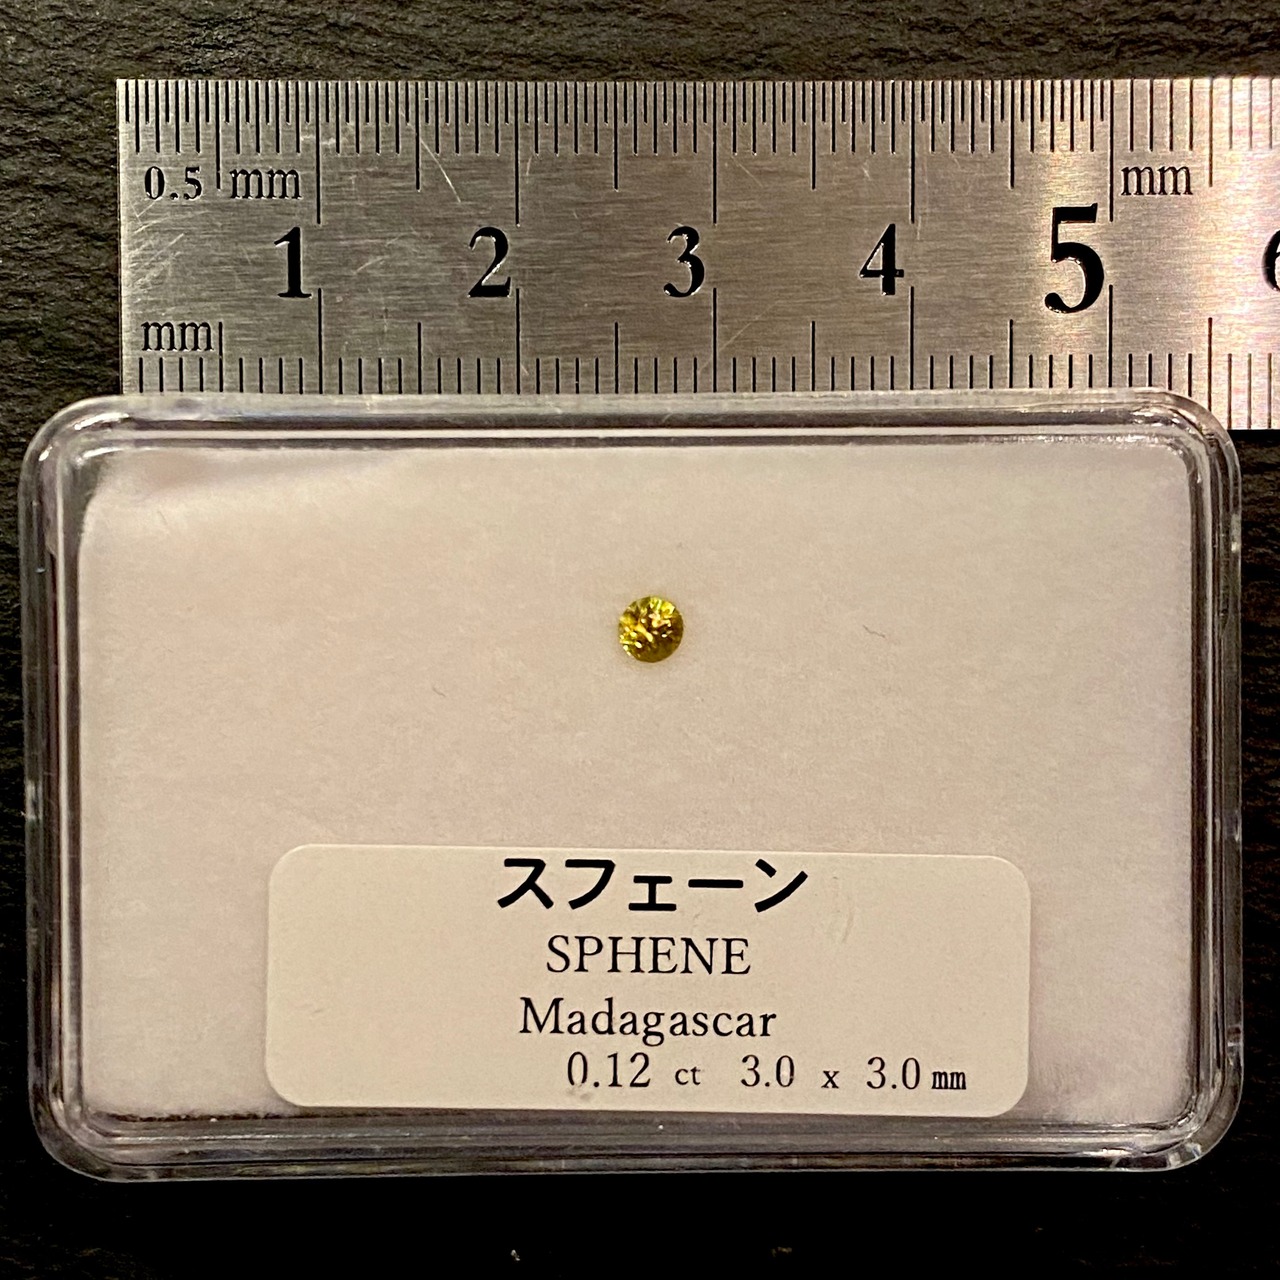 0.5 mm mm
1 2 3 4 5 6
mm
スフェーン
SPHENE
Madagascar
0.12 ct 3.0 x 3.0 mm